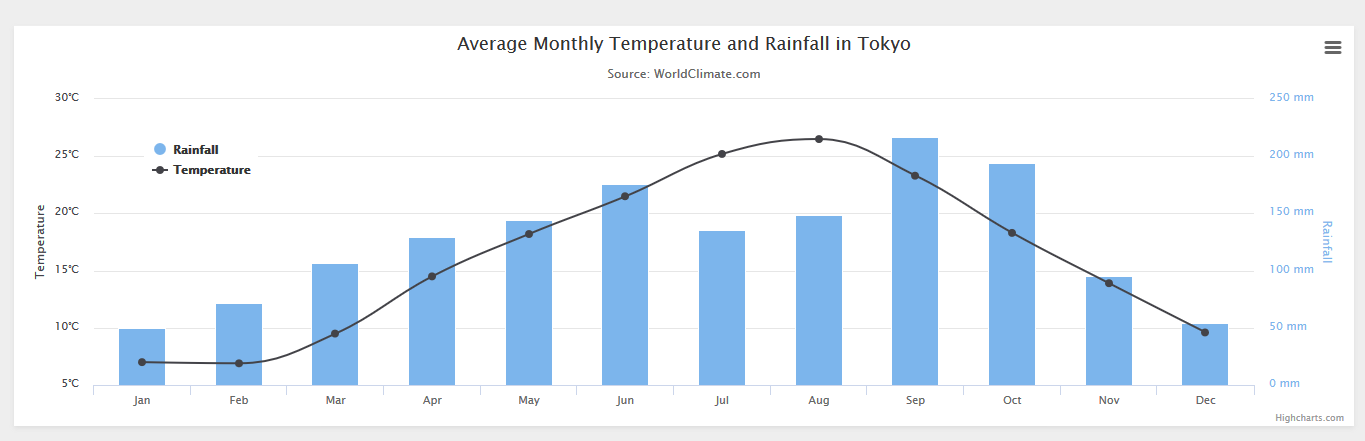 Average Monthly Temperature and Rainfall in Tokyo
Source: WorldClimate.com
30°C
25°C
20°C
15°C
10°C
5°C
Temperature
Rainfall
Temperature
250 mm
200 mm
150 mm
100 mm
50 mm
0 mm
Rainfall
Jan Feb Mar Apr May Jun Jul Aug Sep Oct Nov Dec
Highcharts.com